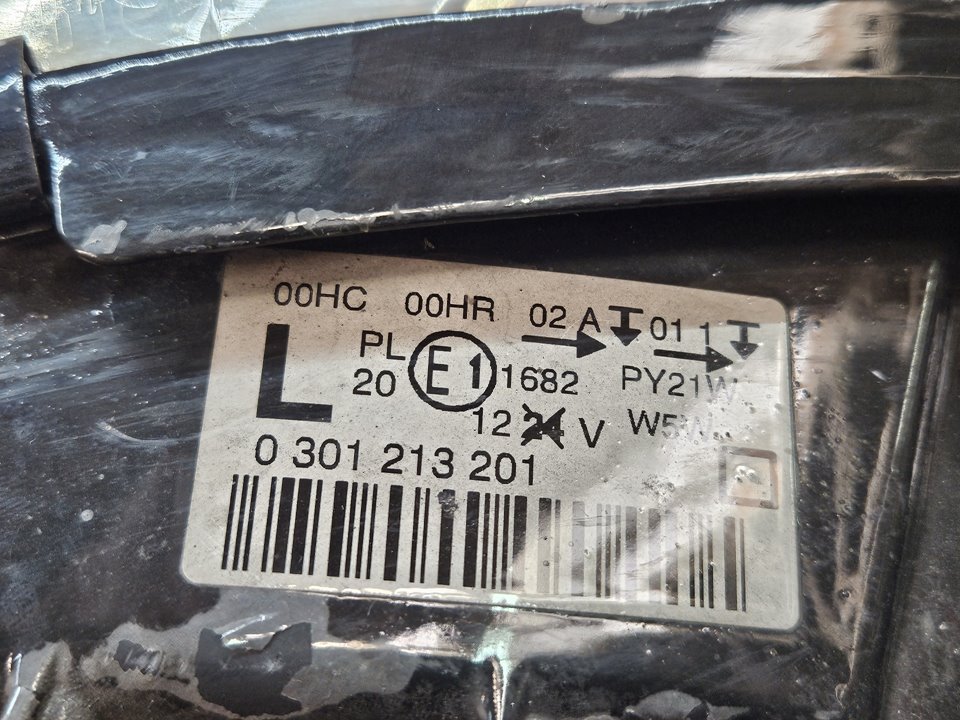 00HC 00HR 02 A 01 1
L PL 20 E1 1682 PY21W
12 24 V W5W
0 301 213 201